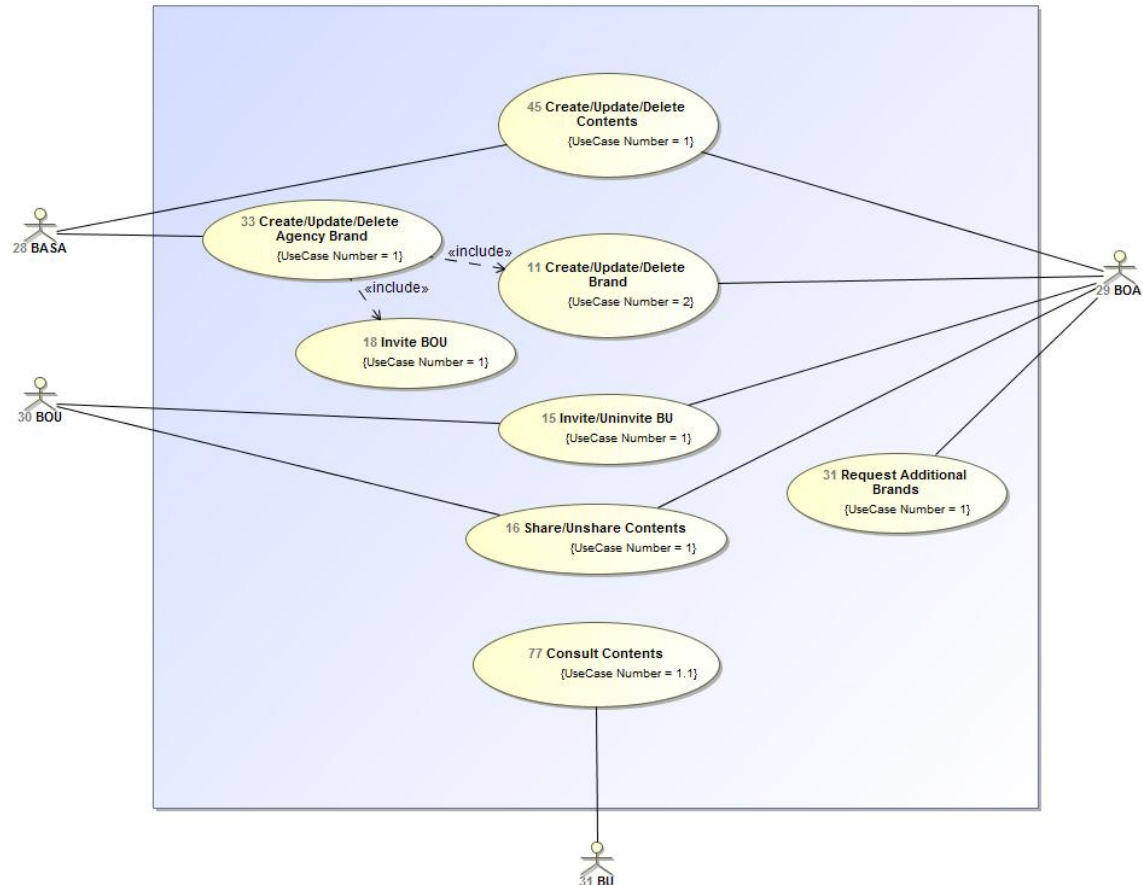 45 Create/Update/Delete
Contents
{UseCase Number = 1}
28 BASA
33 Create/Update/Delete
Agency Brand
{UseCase Number = 1}
«include»
«include»
11 Create/Update/Delete
Brand
{UseCase Number = 2}
29 BOA
18 Invite BOU
{UseCase Number = 1}
30 BOU
15 Invite/Uninvite BU
{UseCase Number = 1}
31 Request Additional
Brands
{UseCase Number = 1}
16 Share/Unshare Contents
{UseCase Number = 1}
77 Consult Contents
{UseCase Number = 1.1}
31 BU